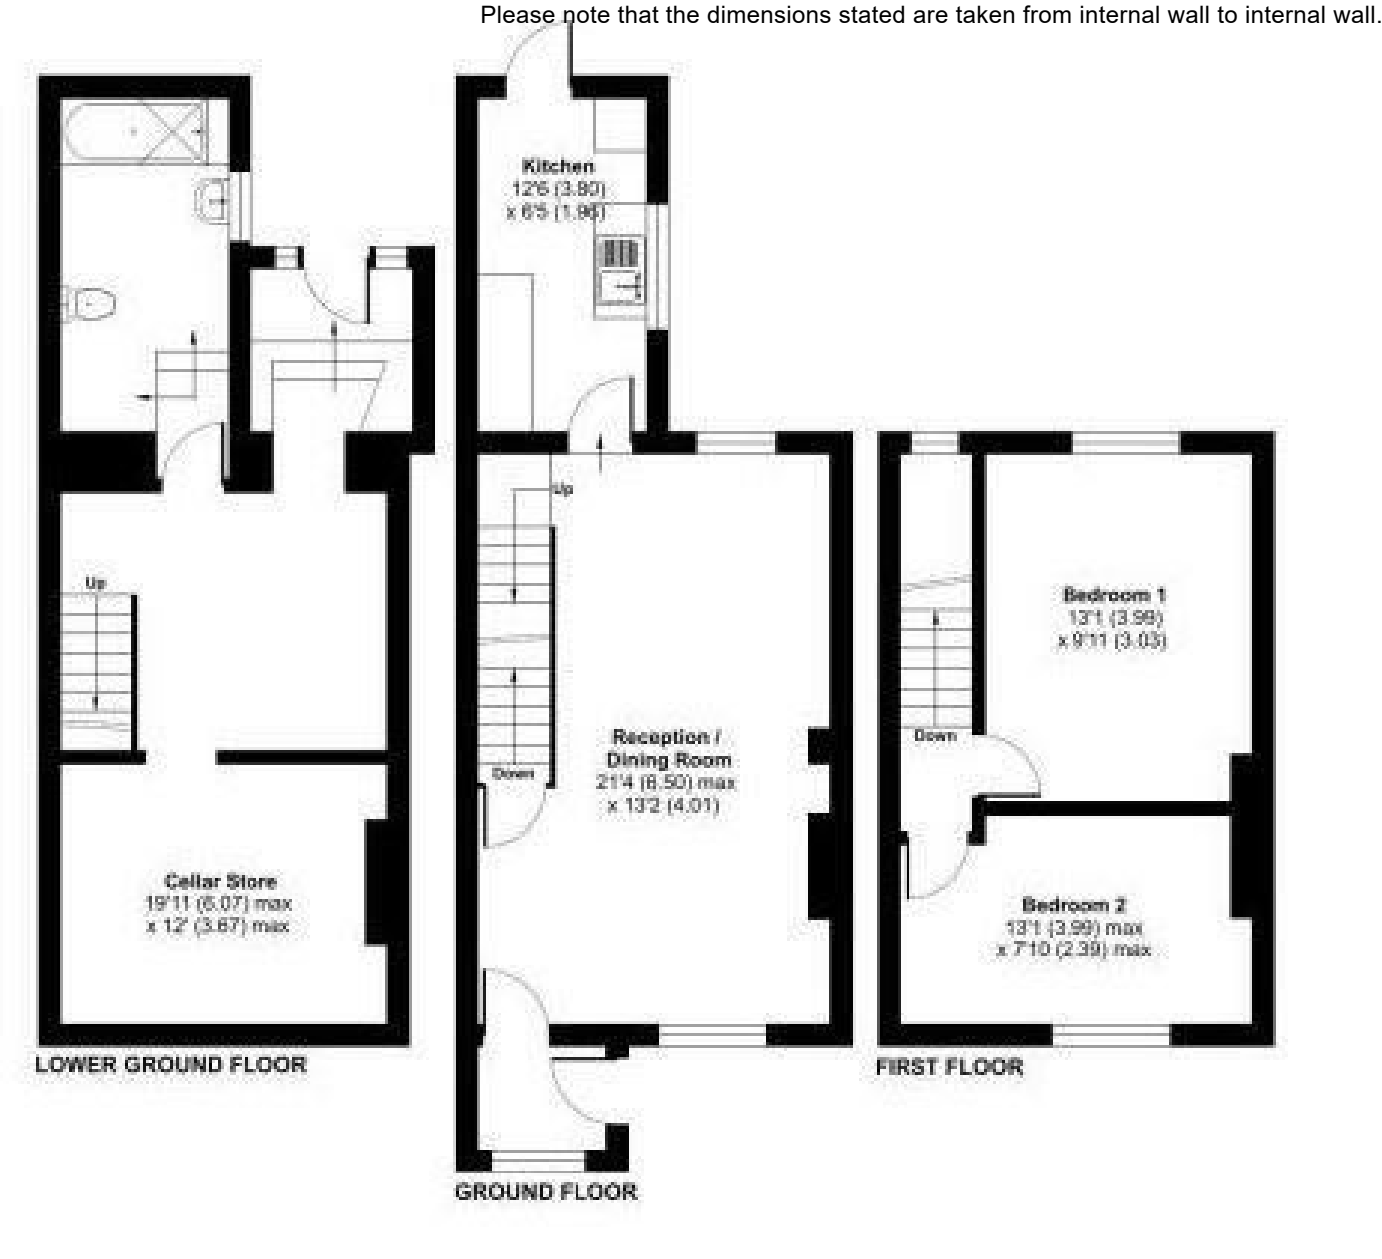 Please note that the dimensions stated are taken from internal wall to internal wall.
Kitchen
12'6 (3.80)
x 6'5 (1.96)
Up
Up
Bedroom 1
13'1 (3.99)
x 9'11 (3.03)
Down
Reception /
Dining Room
21'4 (6.50) max
x 13'2 (4.01)
Down
Cellar Store
19'11 (6.07) max
x 12' (3.67) max
Bedroom 2
13'1 (3.99) max
x 7'10 (2.39) max
LOWER GROUND FLOOR
FIRST FLOOR
GROUND FLOOR